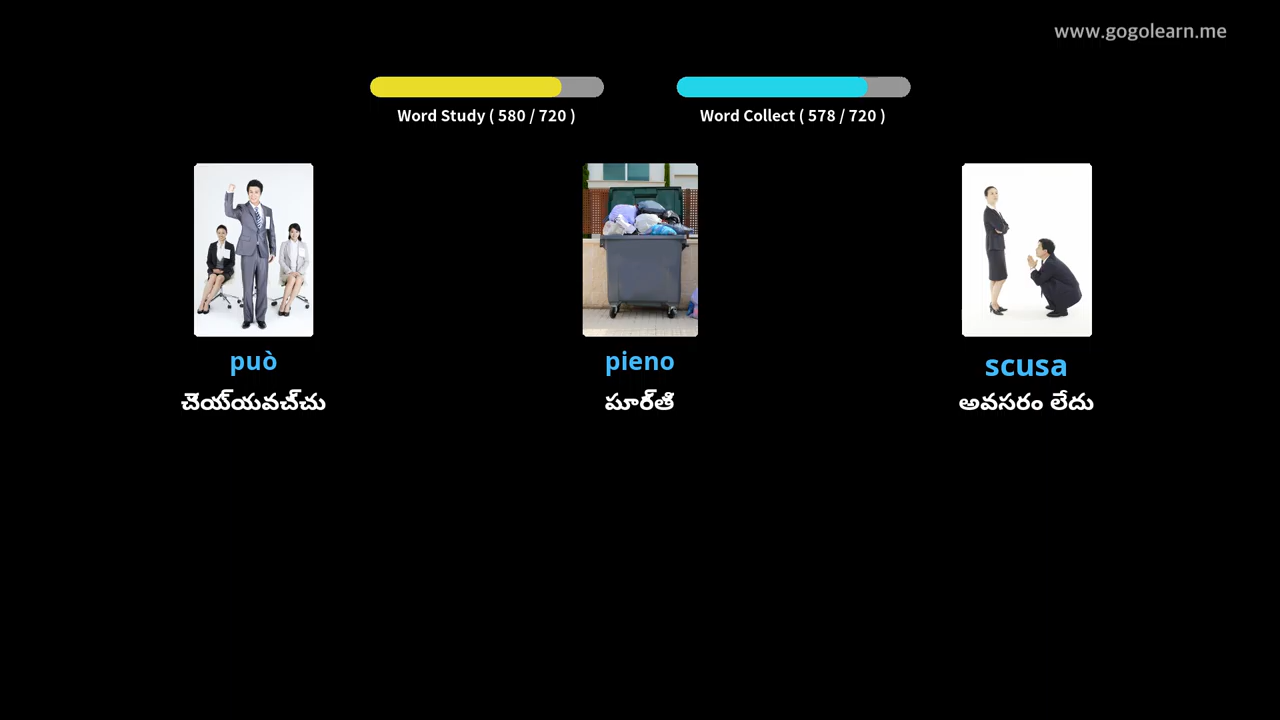 www.gogolearn.me
Word Study ( 580 / 720 )
Word Collect ( 578 / 720 )
può
pieno
scusa
చెయ్యవచ్చు
పూర్తి
అవసరం లేదు